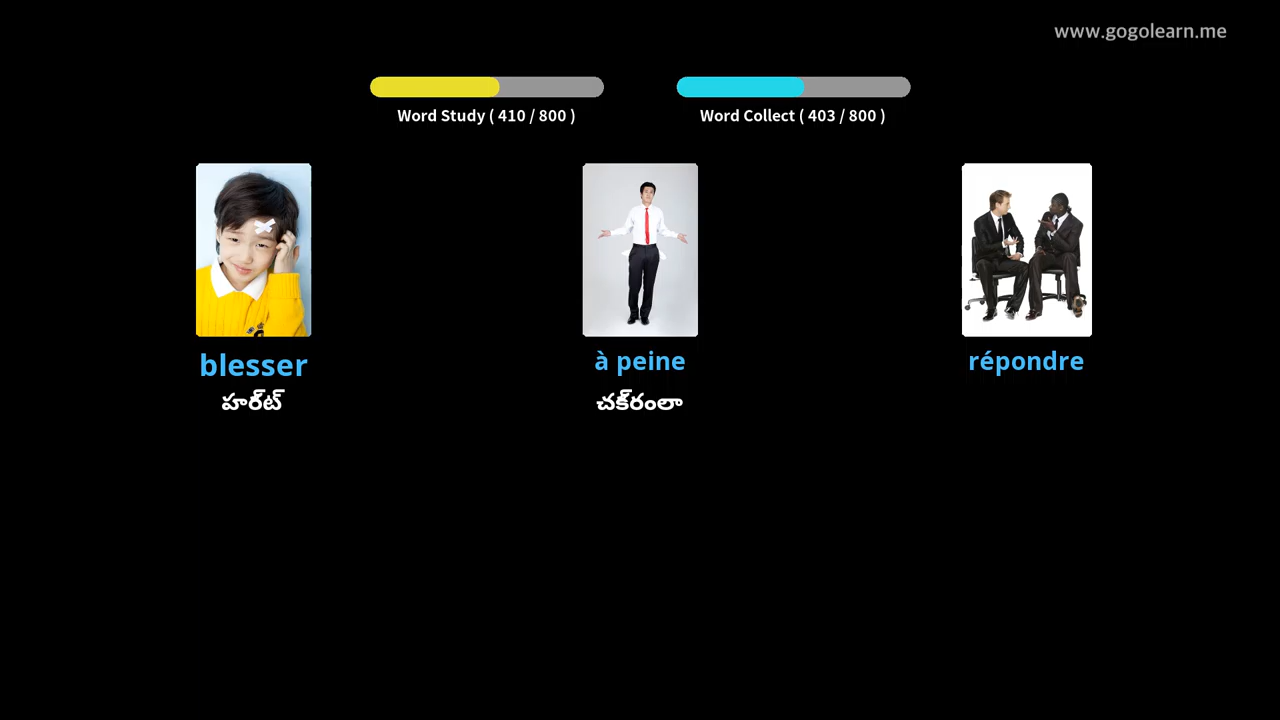 www.gogolearn.me
Word Study ( 410 / 800 )
Word Collect ( 403 / 800 )
blesser
à peine
répondre
హర్ట్
చక్రంలా